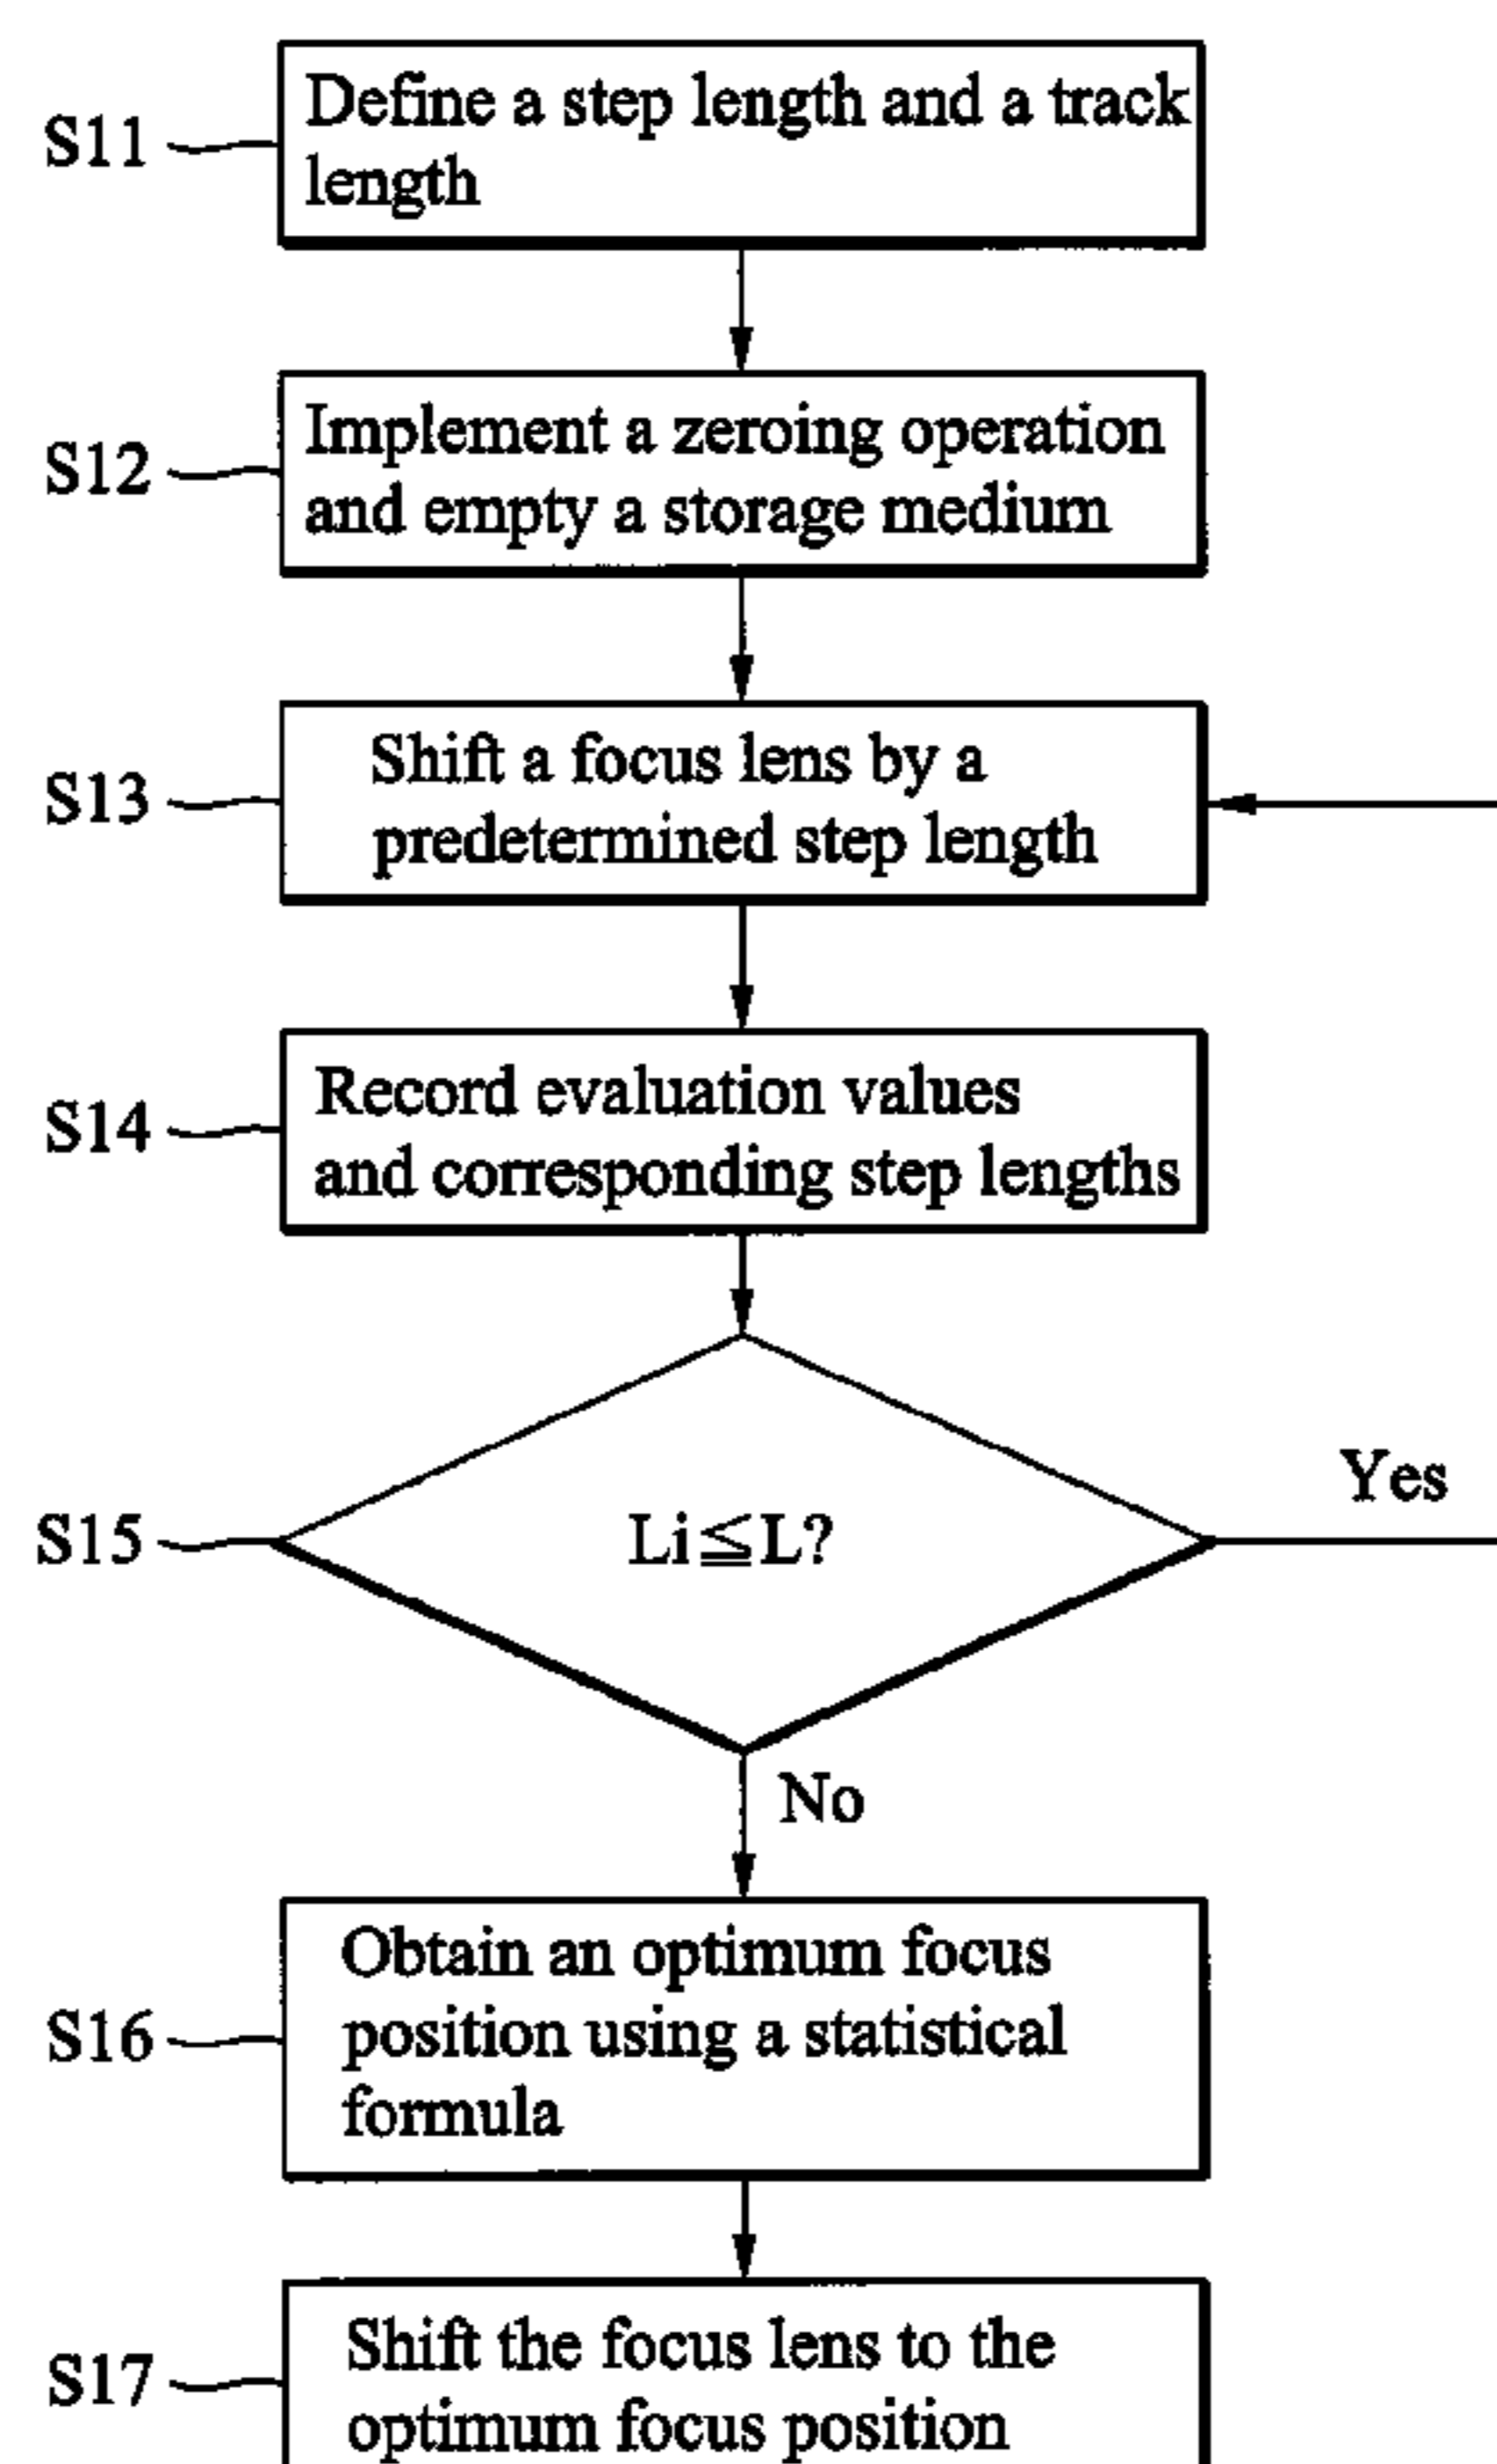 S11
Define a step length and a track
length
S12
Implement a zeroing operation
and empty a storage medium
S13
Shift a focus lens by a
predetermined step length
S14
Record evaluation values
and corresponding step lengths
S15
Li≦L?
Yes
No
S16
Obtain an optimum focus
position using a statistical
formula
S17
Shift the focus lens to the
optimum focus position